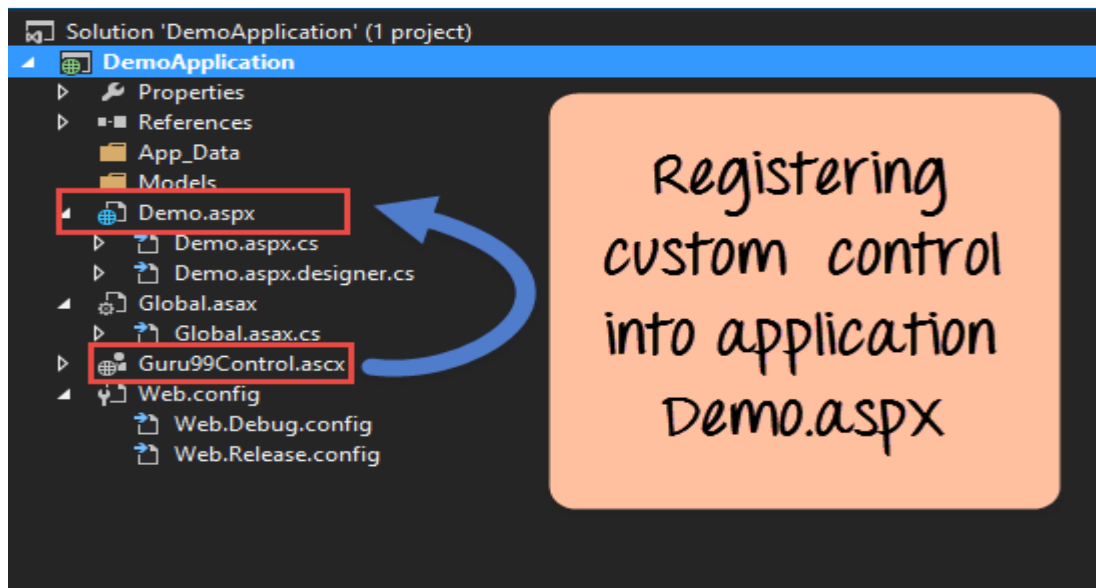 Solution 'DemoApplication' (1 project)
DemoApplication
Properties
References
App_Data
Models
Demo.aspx
Demo.aspx.cs
Demo.aspx.designer.cs
Global.asax
Global.asax.cs
Guru99Control.ascx
Web.config
Web.Debug.config
Web.Release.config
Registering
custom control
into application
Demo.aspx